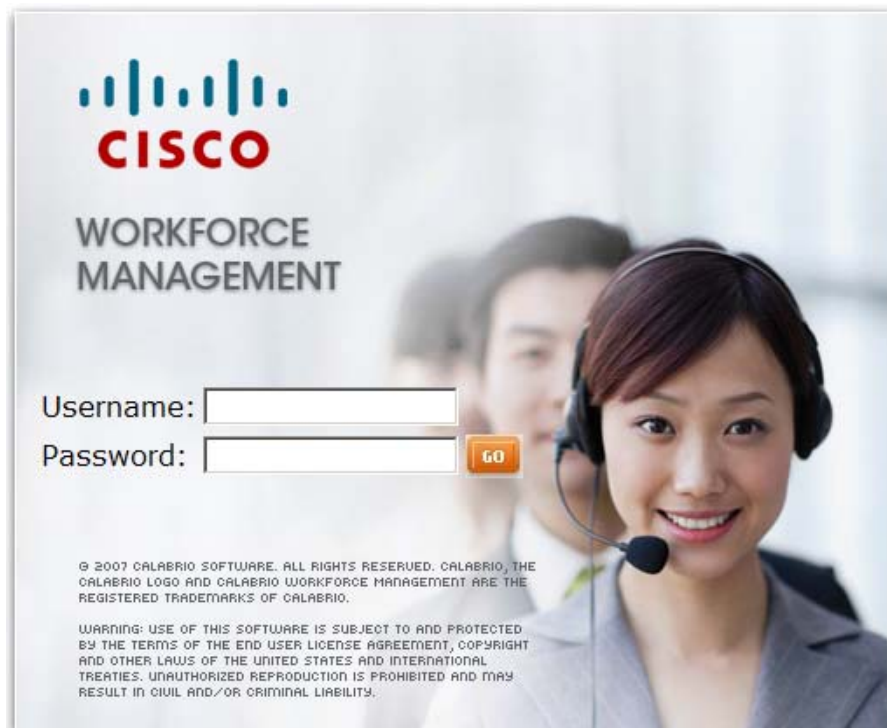 CISCO
WORKFORCE
MANAGEMENT
Username:
Password:
GO
© 2007 CALABRIO SOFTWARE. ALL RIGHTS RESERVED. CALABRIO, THE
CALABRIO LOGO AND CALABRIO WORKFORCE MANAGEMENT ARE THE
REGISTERED TRADEMARKS OF CALABRIO.
WARNING: USE OF THIS SOFTWARE IS SUBJECT TO AND PROTECTED
BY THE TERMS OF THE END USER LICENSE AGREEMENT, COPYRIGHT
AND OTHER LAWS OF THE UNITED STATES AND INTERNATIONAL
TREATIES. UNAUTHORIZED REPRODUCTION IS PROHIBITED AND MAY
RESULT IN CIVIL AND/OR CRIMINAL LIABILITY.